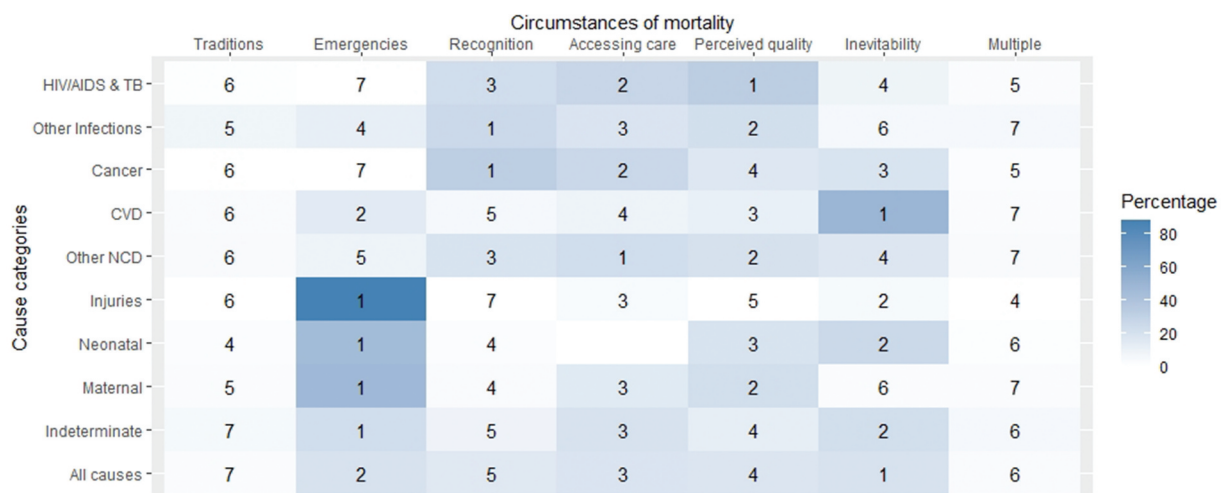 Circumstances of mortality
Traditions Emergencies Recognition Accessing care Perceived quality Inevitability Multiple
HIV/AIDS & TB 6 7 3 2 1 4 5
Other Infections 5 4 1 3 2 6 7
Cancer 6 7 1 2 4 3 5
CVD 6 2 5 4 3 1 7
Other NCD 6 5 3 1 2 4 7
Injuries 6 1 7 3 5 2 4
Neonatal 4 1 4 3 2 6
Maternal 5 1 4 3 2 6 7
Indeterminate 7 1 5 3 4 2 6
All causes 7 2 5 3 4 1 6
Cause categories
Percentage
80
60
40
20
0